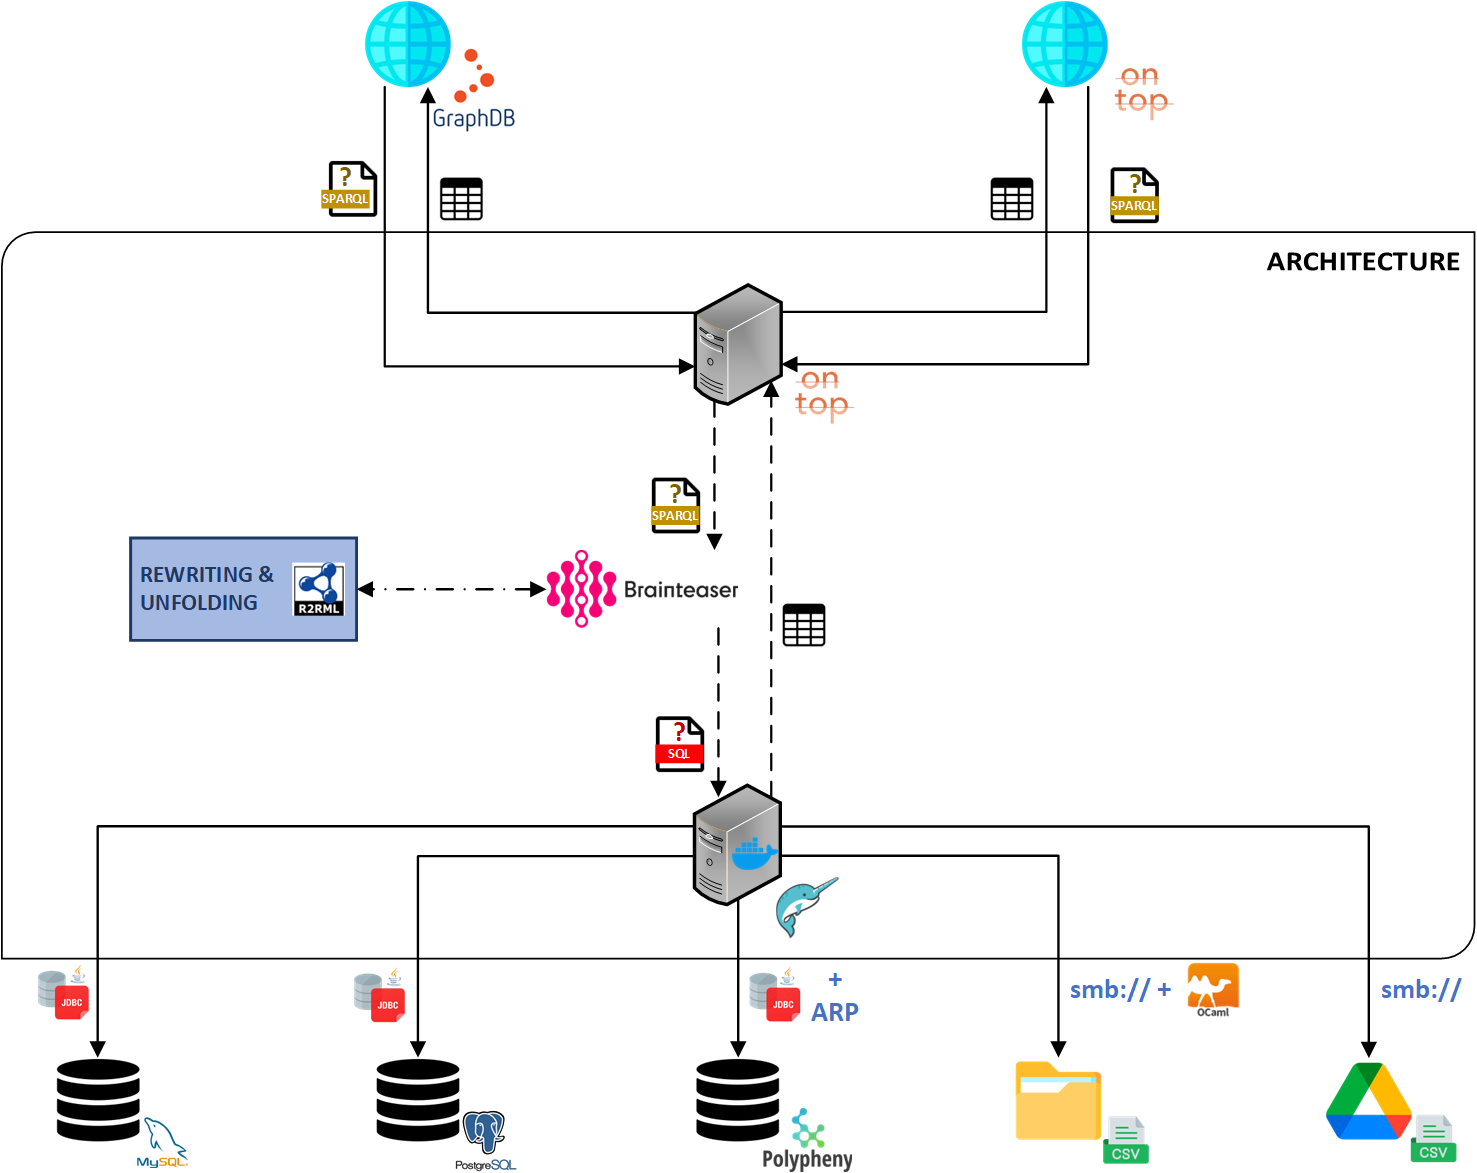 GraphDB
on
top
?
SPARQL
?
SPARQL
ARCHITECTURE
on
top
?
SPARQL
REWRITING &
UNFOLDING
R2RML
Brainteaser
?
SQL
JDBC
JDBC
JDBC
+
ARP
smb:// +
OCaml
smb://
MySQL
PostgreSQL
Polypheny
CSV
CSV